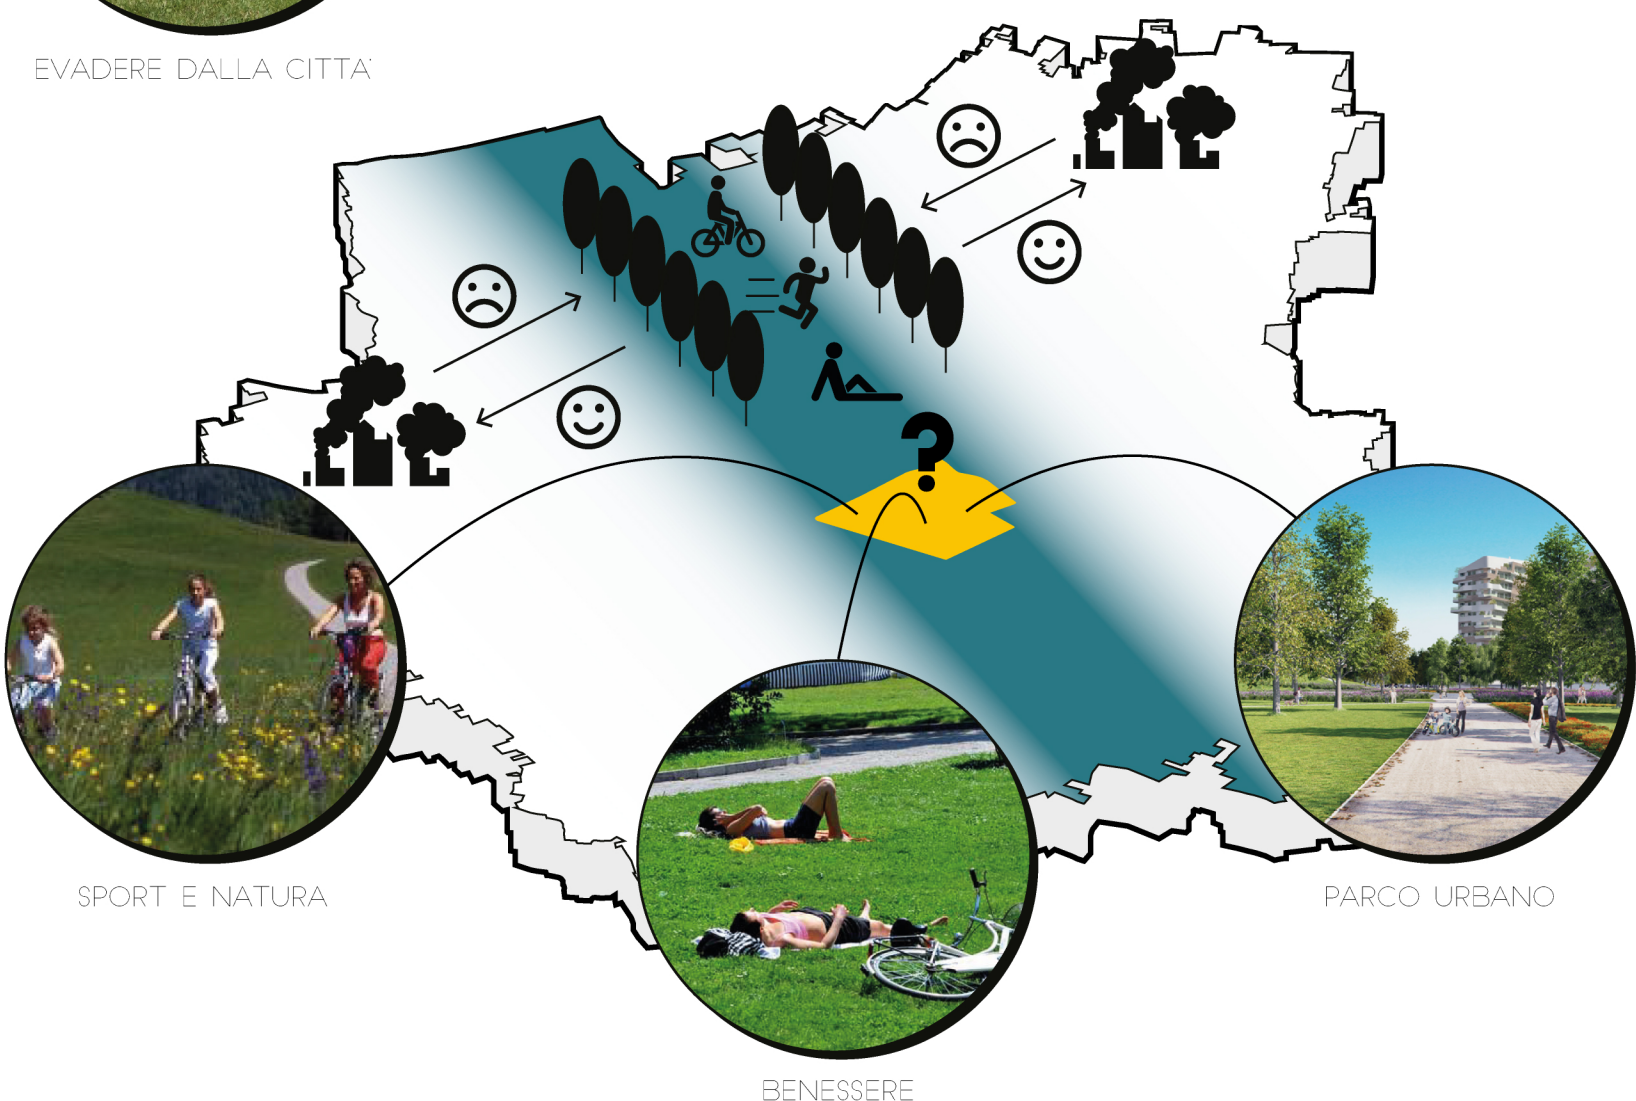 EVADERE DALLA CITTA'
?
SPORT E NATURA
PARCO URBANO
BENESSERE